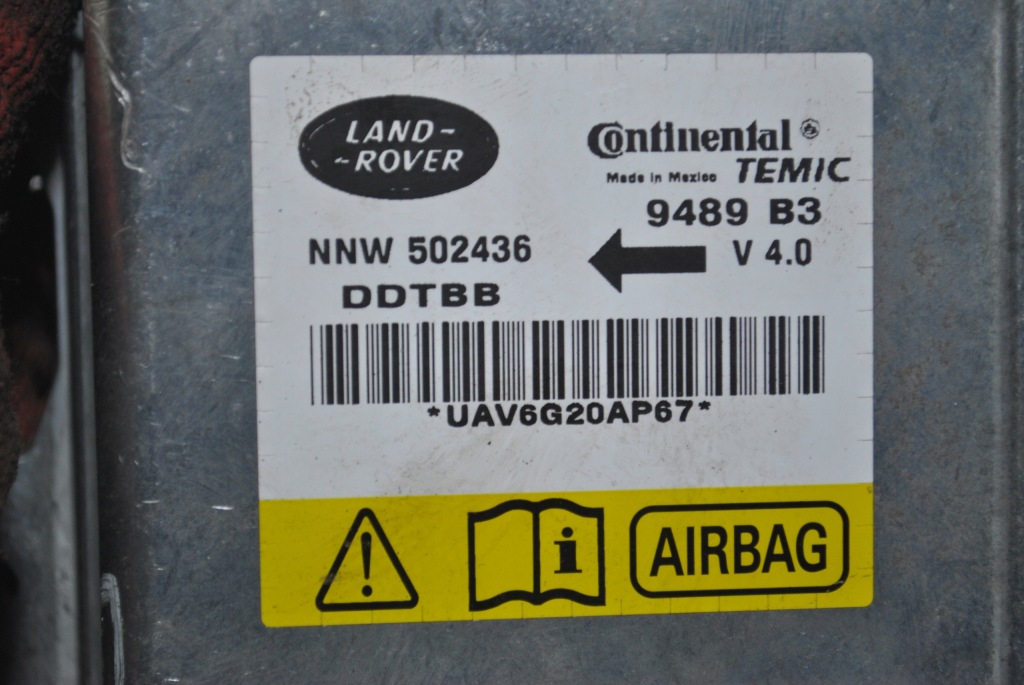 LAND-
-ROVER
Continental
TEMIC
Made in Mexico
9489 B3
NNW 502436
V 4.0
DDTBB
*UAV6G20AP67*
i
AIRBAG